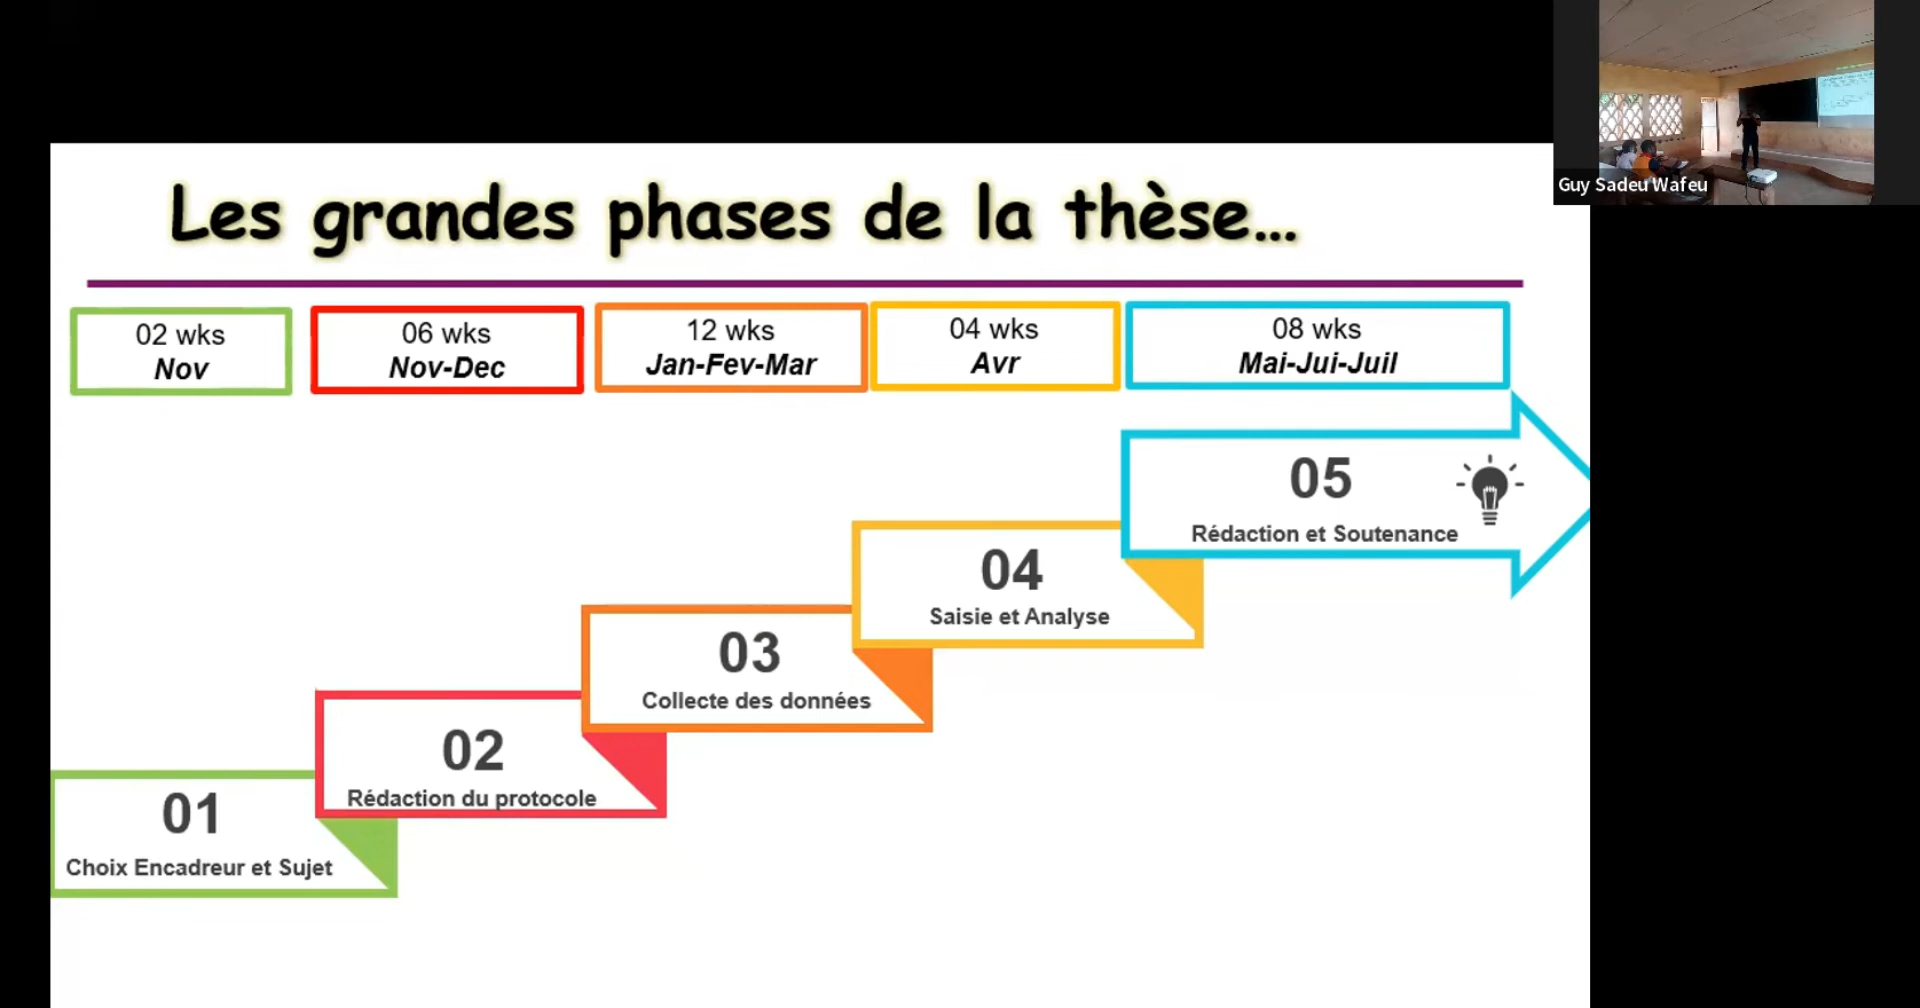 Guy Sadeu Wafeu
Les grandes phases de la thèse...
02 wks
Nov
06 wks
Nov-Dec
12 wks
Jan-Fev-Mar
04 wks
Avr
08 wks
Mai-Jui-Juil
05
Rédaction et Soutenance
04
Saisie et Analyse
03
Collecte des données
02
Rédaction du protocole
01
Choix Encadreur et Sujet